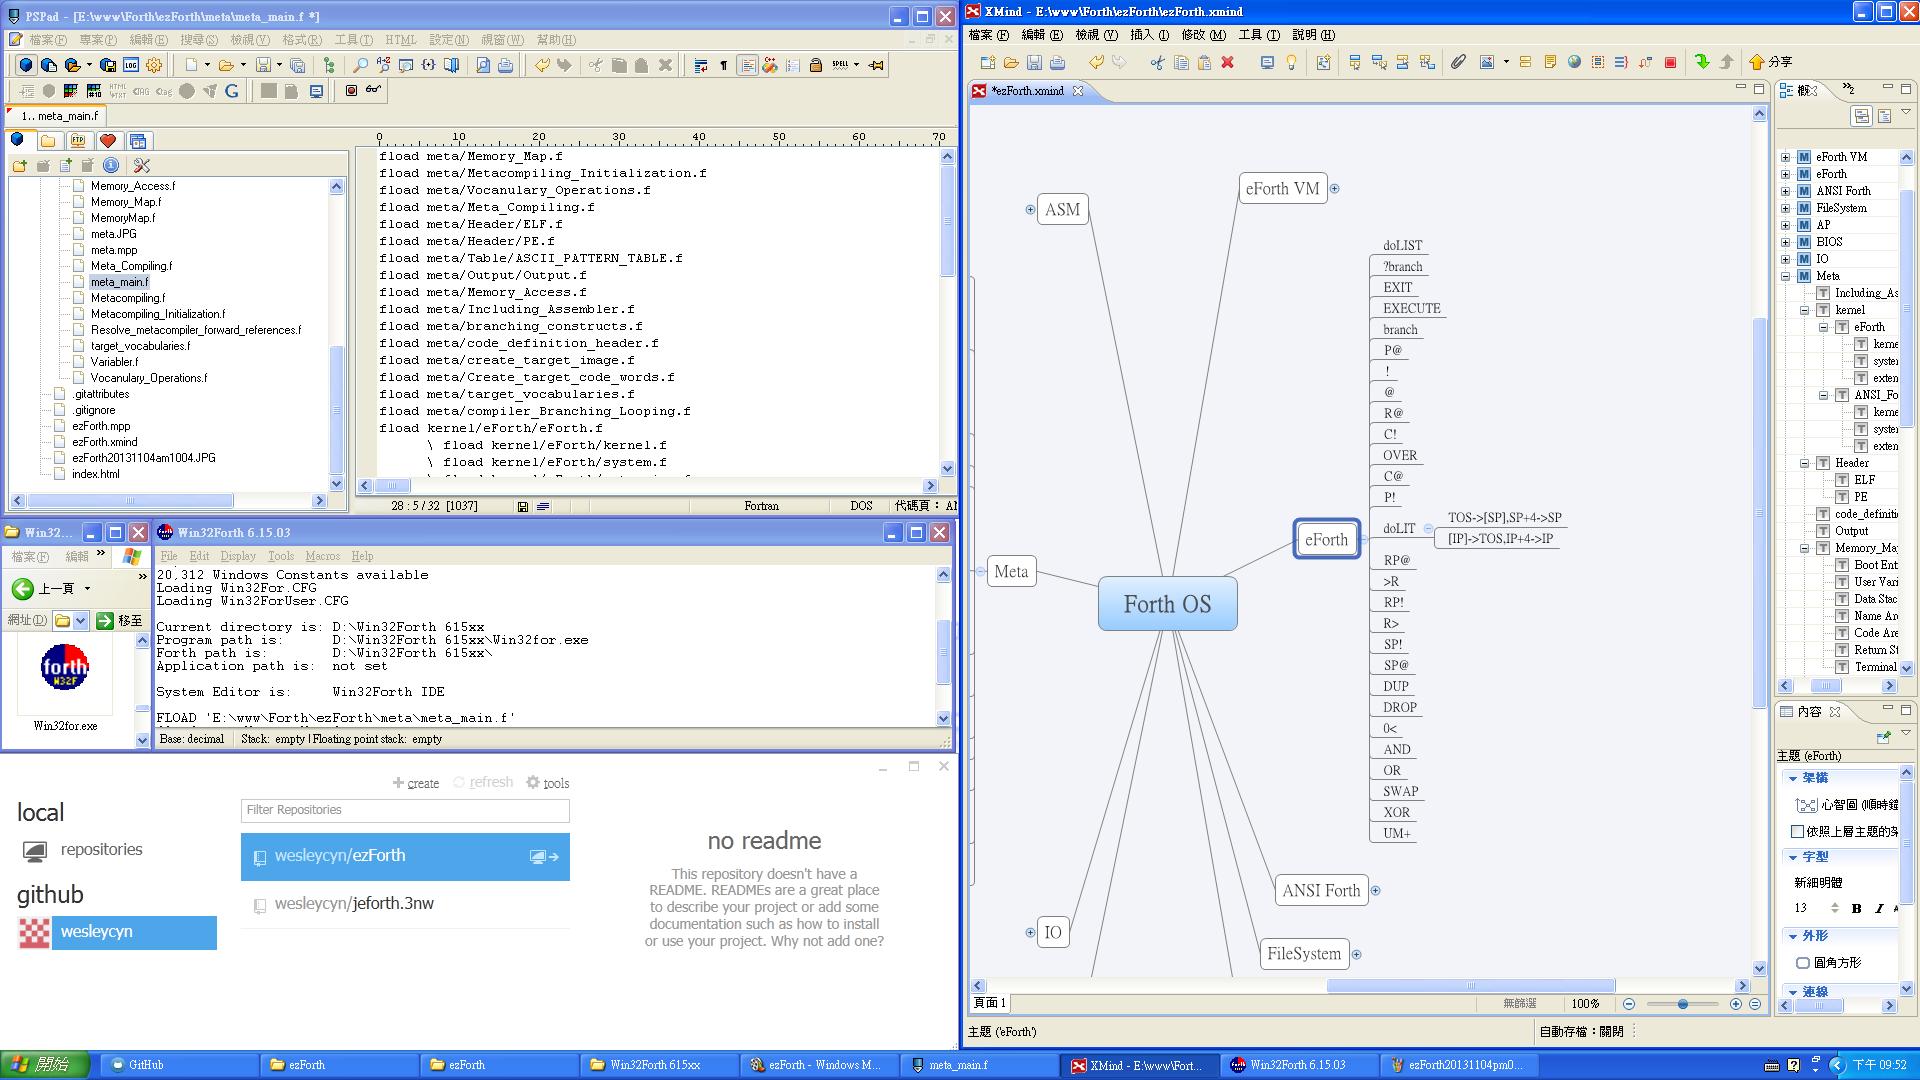 PSPad - [E:\www\Forth\ezForth\meta\meta_main.f *]
檔案(F) 專案(P) 編輯(E) 搜尋(S) 檢視(V) 格式(R) 工具(T) HTML 設定(N) 視窗(W) 幫助(H)
1.. meta_main.f
0 10 20 30 40 50 60 70
Memory_Access.f
Memory_Map.f
MemoryMap.f
meta.JPG
meta.mpp
Meta_Compiling.f
meta_main.f
Metacompiling.f
Metacompiling_Initialization.f
Resolve_metacompiler_forward_references.f
target_vocabularies.f
Variabler.f
Vocanulary_Operations.f
.gitattributes
.gitignore
ezForth.mpp
ezForth.xmind
ezForth20131104am1004.JPG
index.html
fload meta/Memory_Map.f
fload meta/Metacompiling_Initialization.f
fload meta/Vocanulary_Operations.f
fload meta/Meta_Compiling.f
fload meta/Header/ELF.f
fload meta/Header/PE.f
fload meta/Table/ASCII_PATTERN_TABLE.f
fload meta/Output/Output.f
fload meta/Memory_Access.f
fload meta/Including_Assembler.f
fload meta/branching_constructs.f
fload meta/code_definition_header.f
fload meta/create_target_image.f
fload meta/Create_target_code_words.f
fload meta/target_vocabularies.f
fload meta/compiler_Branching_Looping.f
fload kernel/eForth/eForth.f
\ fload kernel/eForth/kernel.f
\ fload kernel/eForth/system.f
28 : 5 / 32 [1037] Fortran DOS 代碼頁： AN
Win32...
檔案(F) 編輯
上一頁
網址(D) 移至
forth
W32F
Win32for.exe
Win32Forth 6.15.03
File Edit Display Tools Macros Help
20,312 Windows Constants available
Loading Win32For.CFG
Loading Win32ForUser.CFG
Current directory is: D:\Win32Forth 615xx
Program path is: D:\Win32Forth 615xx\Win32for.exe
Forth path is: D:\Win32Forth 615xx\
Application path is: not set
System Editor is: Win32Forth IDE
FLOAD 'E:\www\Forth\ezForth\meta\meta_main.f'
Base: decimal Stack: empty | Floating point stack: empty
create refresh tools
local
repositories
github
wesleycyn
Filter Repositories
wesleycyn/ezForth
wesleycyn/jeforth.3nw
no readme
This repository doesn't have a
README. READMEs are a great place
to describe your project or add some
documentation such as how to install
or use your project. Why not add one?
XMind - E:\www\Forth\ezForth\ezForth.xmind
檔案(F) 編輯(E) 檢視(V) 插入(I) 修改(M) 工具(T) 說明(H)
分享
*ezForth.xmind
ASM
eForth VM
Meta
Forth OS
eForth
IO
ANSI Forth
FileSystem
doLIST
?branch
EXIT
EXECUTE
branch
P@
!
@
R@
C!
OVER
C@
P!
doLIT
TOS->[SP],SP+4->SP
[IP]->TOS,IP+4->IP
RP@
>R
RP!
R>
SP!
SP@
DUP
DROP
0<
AND
OR
SWAP
XOR
UM+
頁面 1 無篩選 100%
主題 ('eForth') 自動存檔：關閉
概
eForth VM
eForth
ANSI Forth
FileSystem
AP
BIOS
IO
Meta
Including_As
kernel
eForth
kerne
syste
exten
ANSI_Fo
kerne
syste
exten
Header
ELF
PE
code_definiti
Output
Memory_Ma
Boot Ent
User Vari
Data Stac
Name Ar
Code Are
Return St
Terminal
內容
主題 (eForth)
架構
心智圖 (順時鐘
依照上層主題的架
字型
新細明體
13 B I A
外形
圓角方形
連線
開始 GitHub ezForth ezForth Win32Forth 615xx ezForth - Windows M... meta_main.f XMind - E:\www\Fort... Win32Forth 6.15.03 ezForth20131104pm0... 下午 09:52